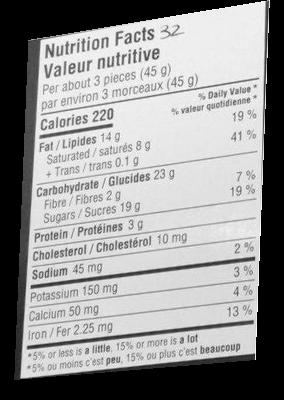 Nutrition Facts 32
Valeur nutritive
Per about 3 pieces (45 g)
par environ 3 morceaux (45 g)
Calories 220
% Daily Value *
% valeur quotidienne *
Fat / Lipides 14 g 19 %
Saturated / saturés 8 g 41 %
+ Trans / trans 0.1 g
Carbohydrate / Glucides 23 g
Fibre / Fibres 2 g 7 %
Sugars / Sucres 19 g 19 %
Protein / Protéines 3 g
Cholesterol / Cholestérol 10 mg
Sodium 45 mg 2 %
Potassium 150 mg 3 %
Calcium 50 mg 4 %
Iron / Fer 2.25 mg 13 %
*5% or less is a little, 15% or more is a lot
*5% ou moins c'est peu, 15% ou plus c'est beaucoup